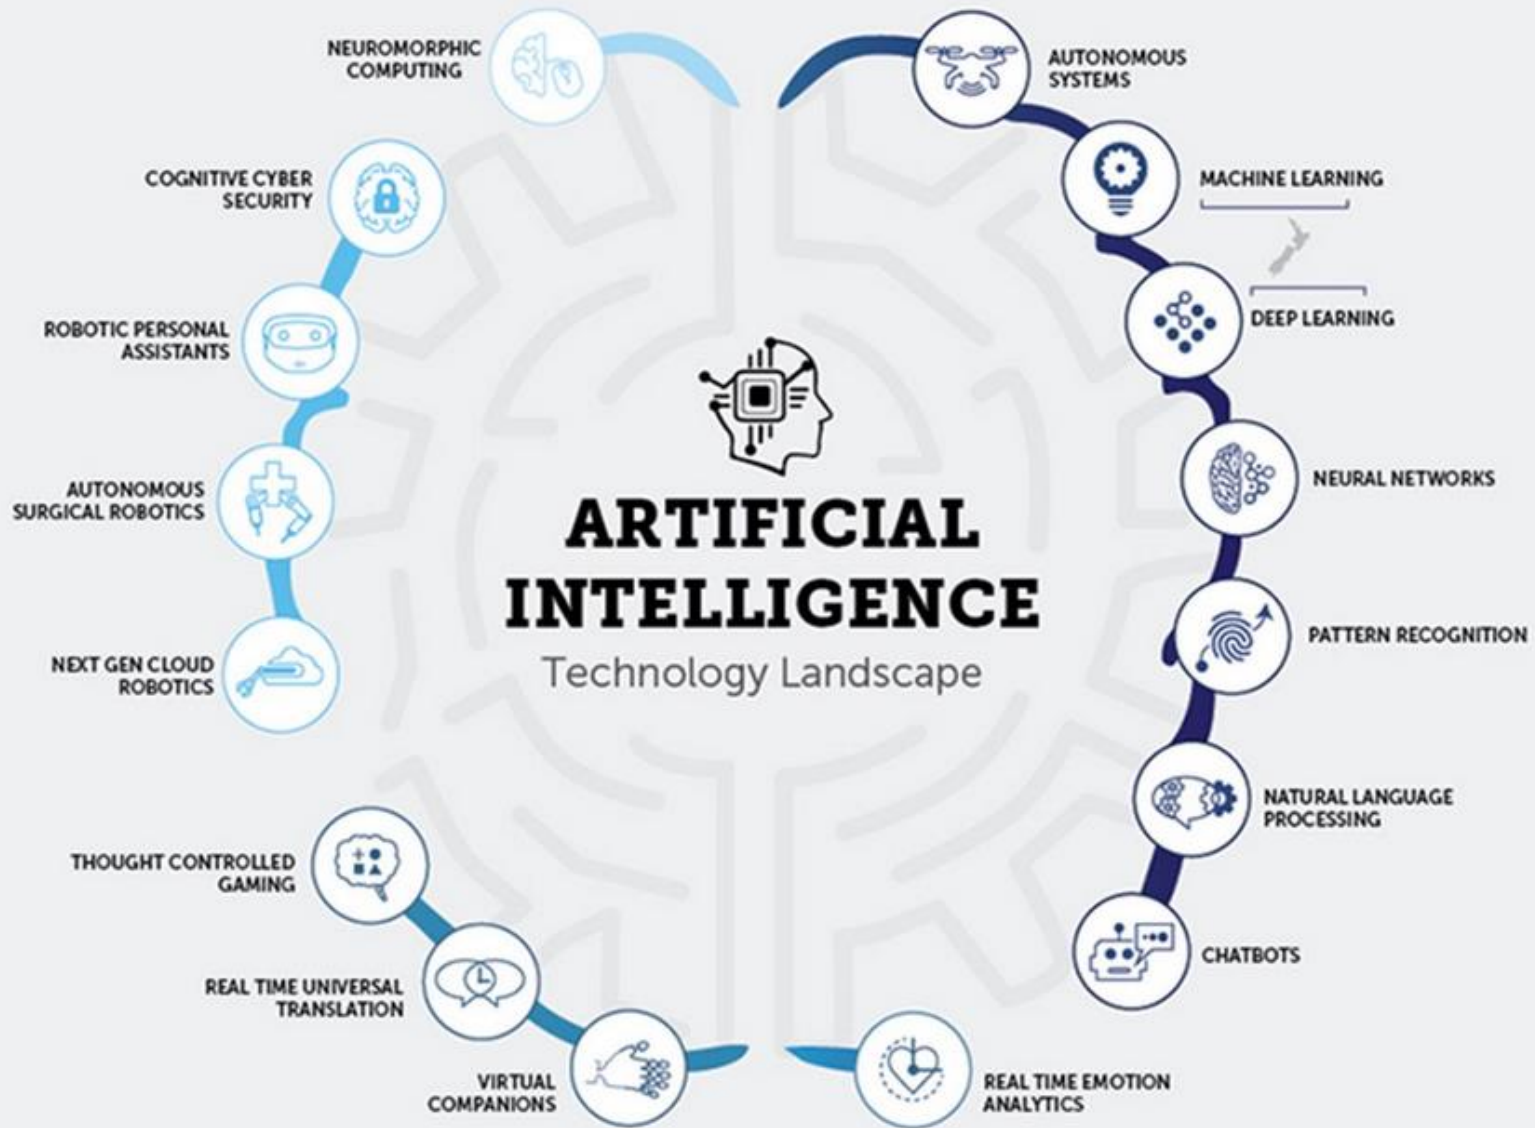 NEUROMORPHIC
COMPUTING
COGNITIVE CYBER
SECURITY
ROBOTIC PERSONAL
ASSISTANTS
AUTONOMOUS
SURGICAL ROBOTICS
NEXT GEN CLOUD
ROBOTICS
THOUGHT CONTROLLED
GAMING
REAL TIME UNIVERSAL
TRANSLATION
VIRTUAL
COMPANIONS
ARTIFICIAL
INTELLIGENCE
Technology Landscape
AUTONOMOUS
SYSTEMS
MACHINE LEARNING
DEEP LEARNING
NEURAL NETWORKS
PATTERN RECOGNITION
NATURAL LANGUAGE
PROCESSING
CHATBOTS
REAL TIME EMOTION
ANALYTICS